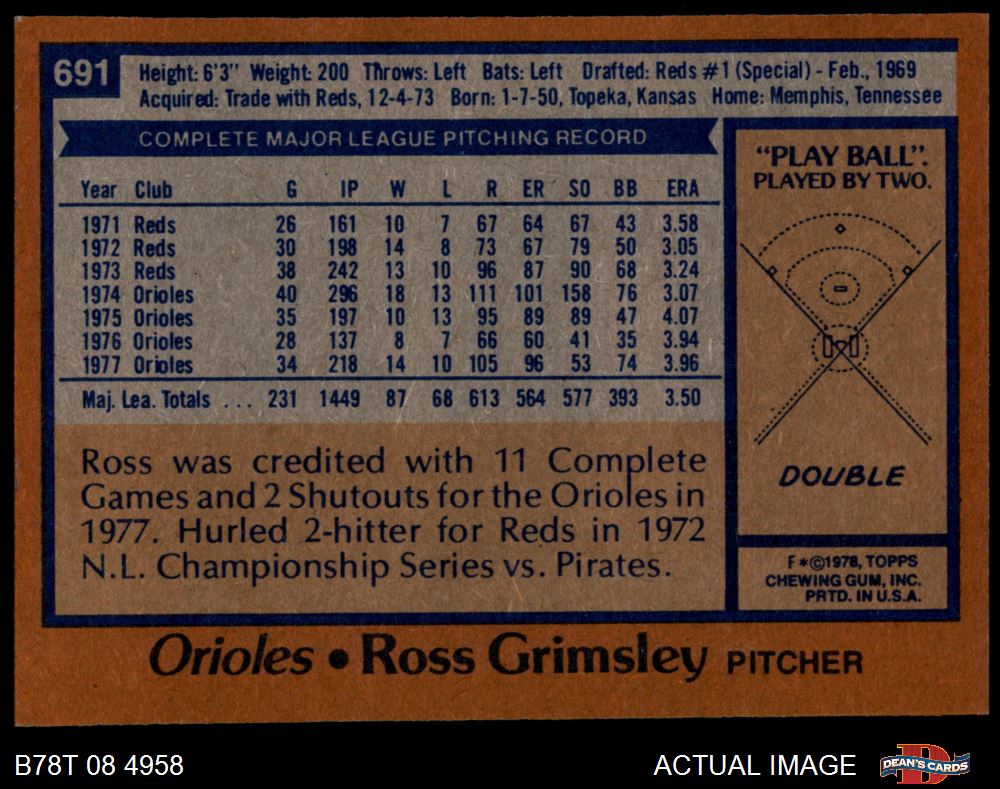 691
Height: 6'3" Weight: 200 Throws: Left Bats: Left Drafted: Reds #1 (Special) - Feb., 1969
Acquired: Trade with Reds, 12-4-73 Born: 1-7-50, Topeka, Kansas Home: Memphis, Tennessee
COMPLETE MAJOR LEAGUE PITCHING RECORD
Year Club G IP W L R ER SO BB ERA
1971 Reds 26 161 10 7 67 64 67 43 3.58
1972 Reds 30 198 14 8 73 67 79 50 3.05
1973 Reds 38 242 13 10 96 87 90 68 3.24
1974 Orioles 40 296 18 13 111 101 158 76 3.07
1975 Orioles 35 197 10 13 95 89 89 47 4.07
1976 Orioles 28 137 8 7 66 60 41 35 3.94
1977 Orioles 34 218 14 10 105 96 53 74 3.96
Maj. Lea. Totals ... 231 1449 87 68 613 564 577 393 3.50
Ross was credited with 11 Complete
Games and 2 Shutouts for the Orioles in
1977. Hurled 2-hitter for Reds in 1972
N.L. Championship Series vs. Pirates.
"PLAY BALL".
PLAYED BY TWO.
DOUBLE
F*©1978, TOPPS
CHEWING GUM, INC.
PRTD. IN U.S.A.
Orioles • Ross Grimsley PITCHER
B78T 08 4958
ACTUAL IMAGE
DEAN'S CARDS